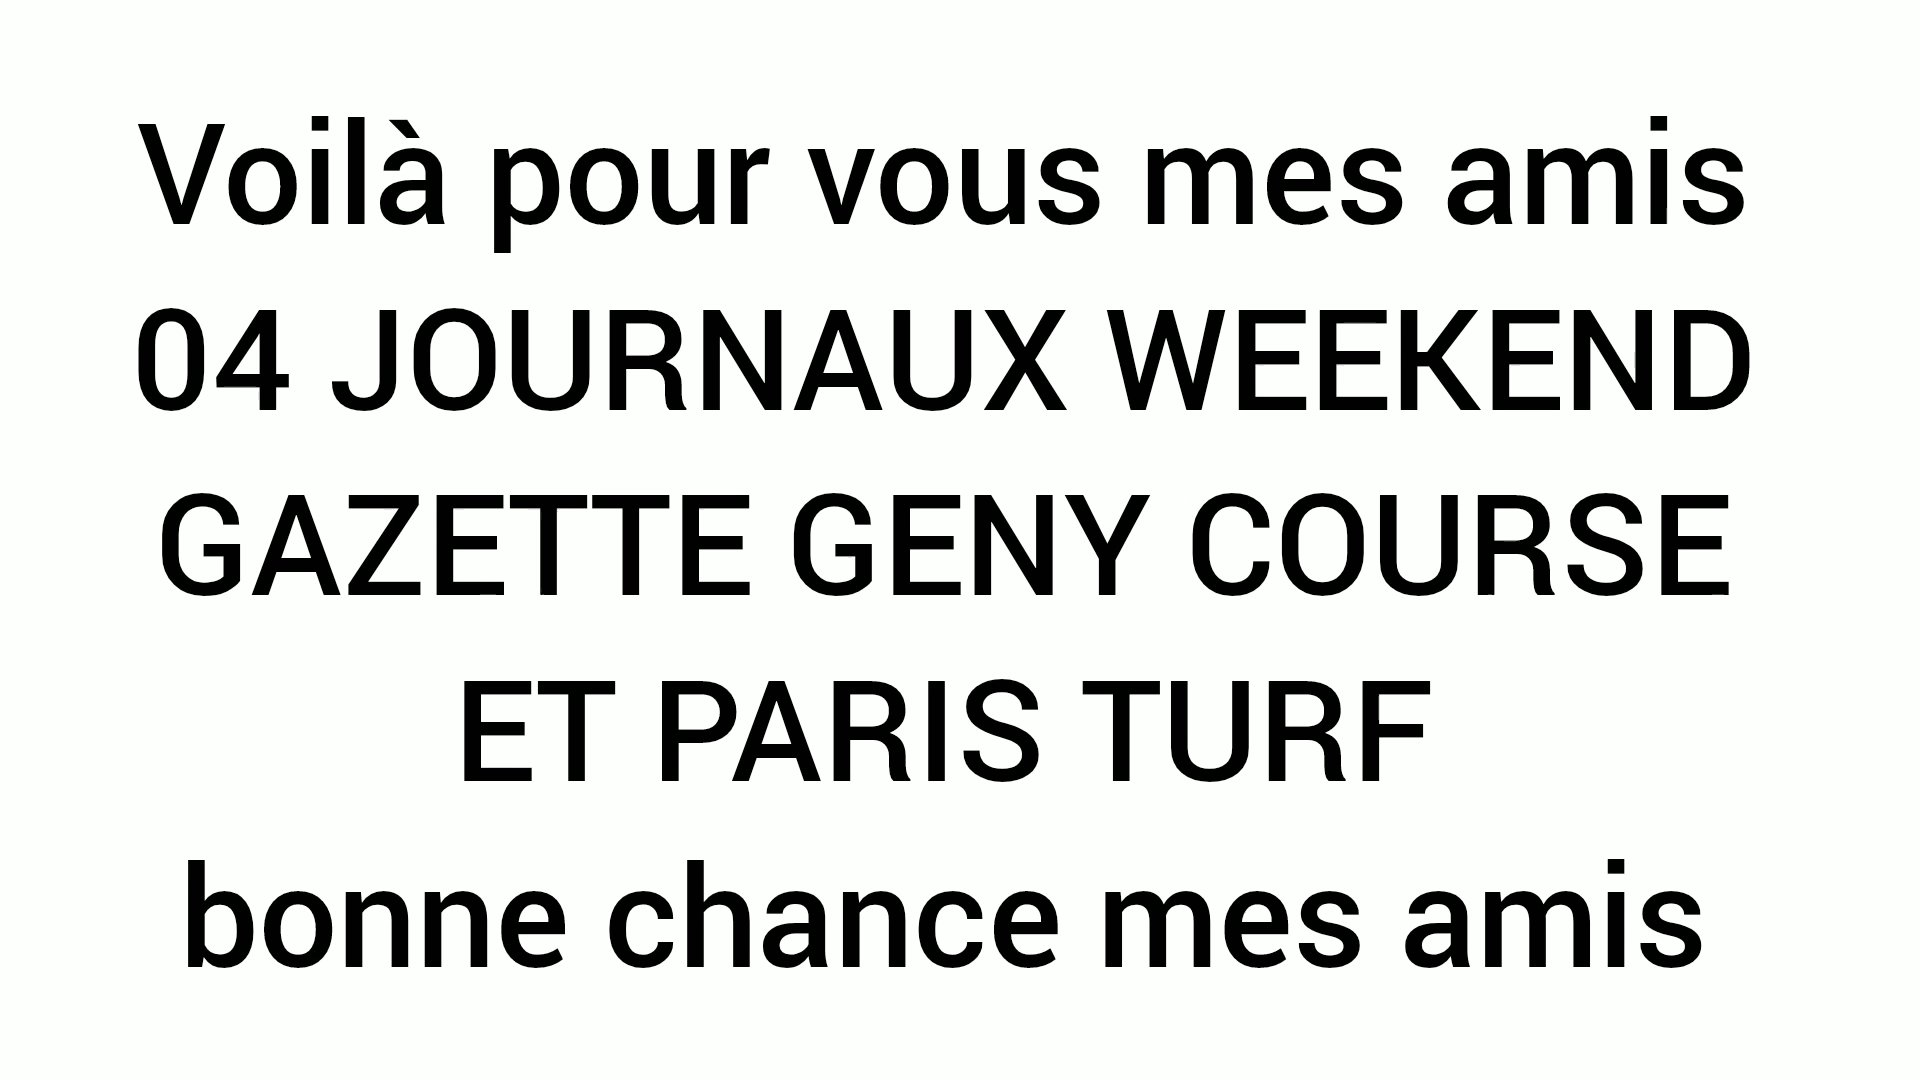 Voilà pour vous mes amis
04 JOURNAUX WEEKEND
GAZETTE GENY COURSE
ET PARIS TURF
bonne chance mes amis